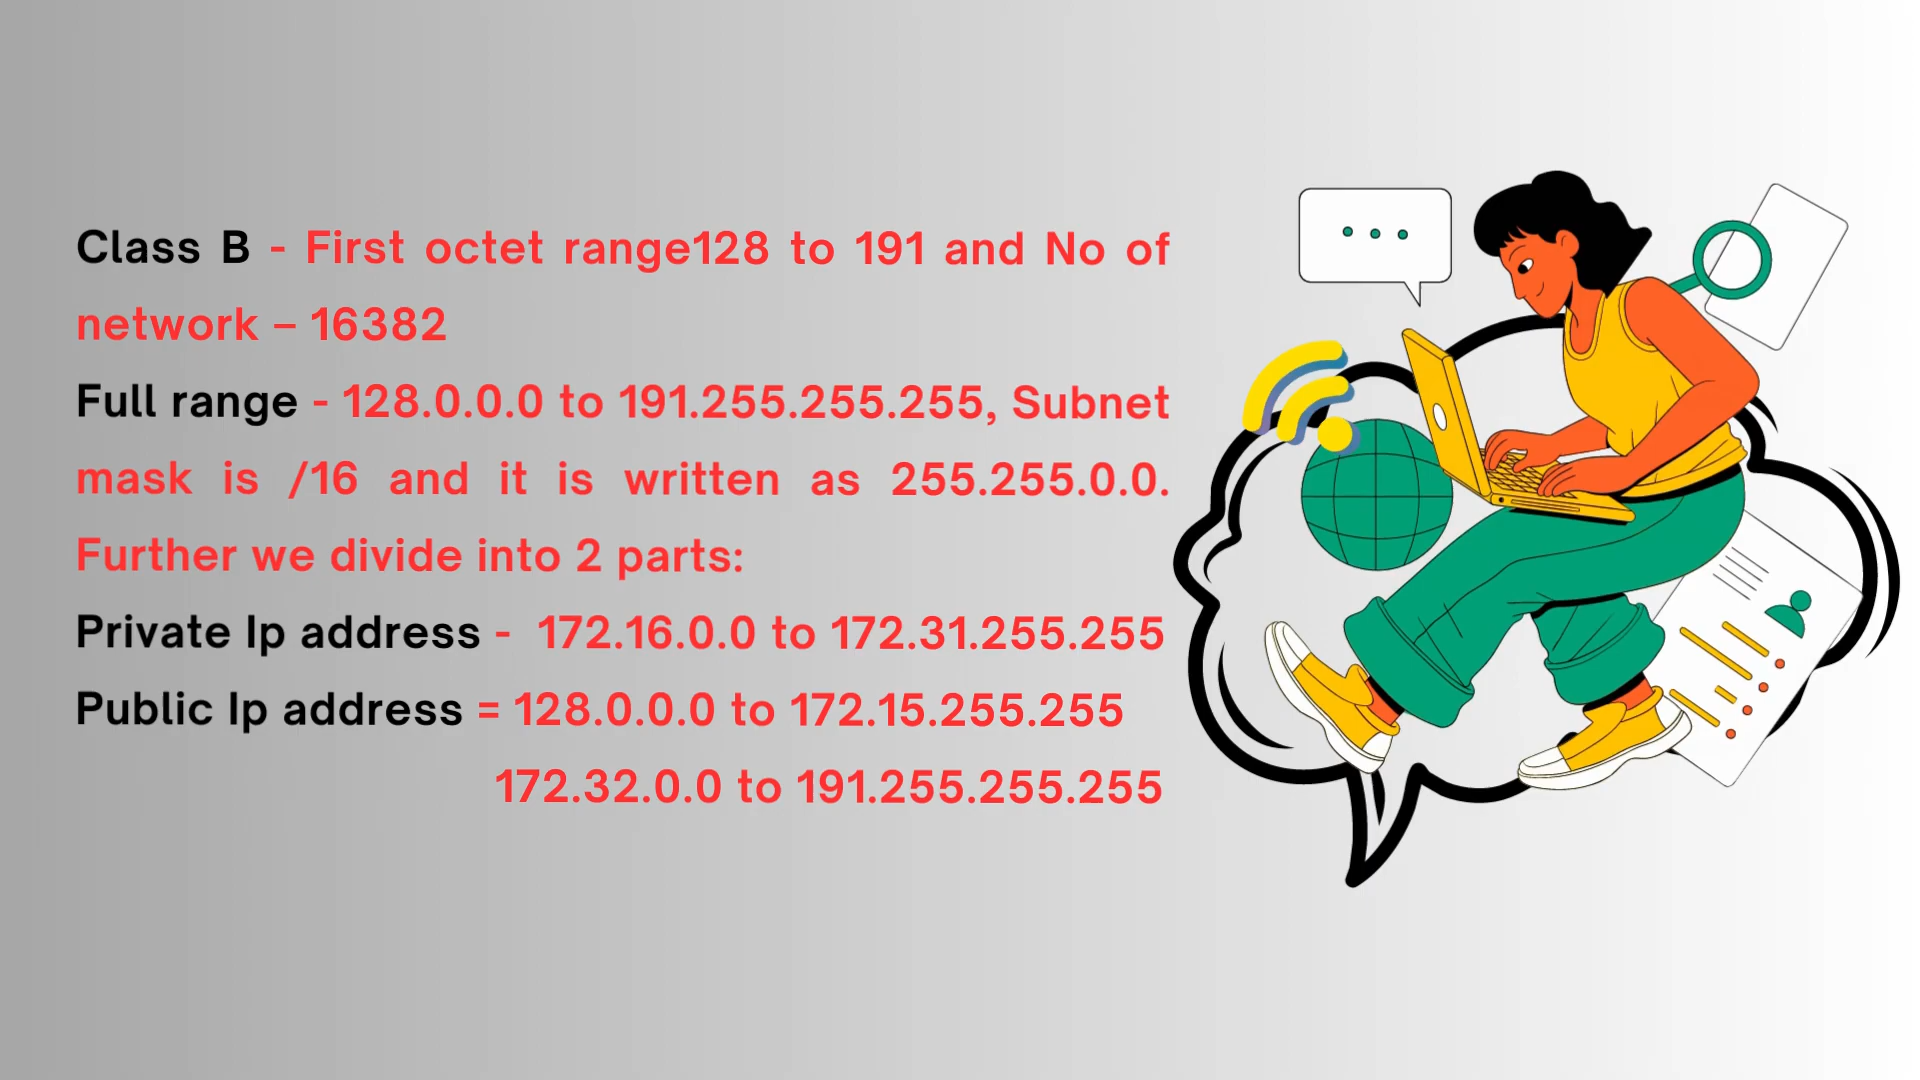 Class B - First octet range128 to 191 and No of
network – 16382
Full range - 128.0.0.0 to 191.255.255.255, Subnet
mask is /16 and it is written as 255.255.0.0.
Further we divide into 2 parts:
Private Ip address - 172.16.0.0 to 172.31.255.255
Public Ip address = 128.0.0.0 to 172.15.255.255
172.32.0.0 to 191.255.255.255